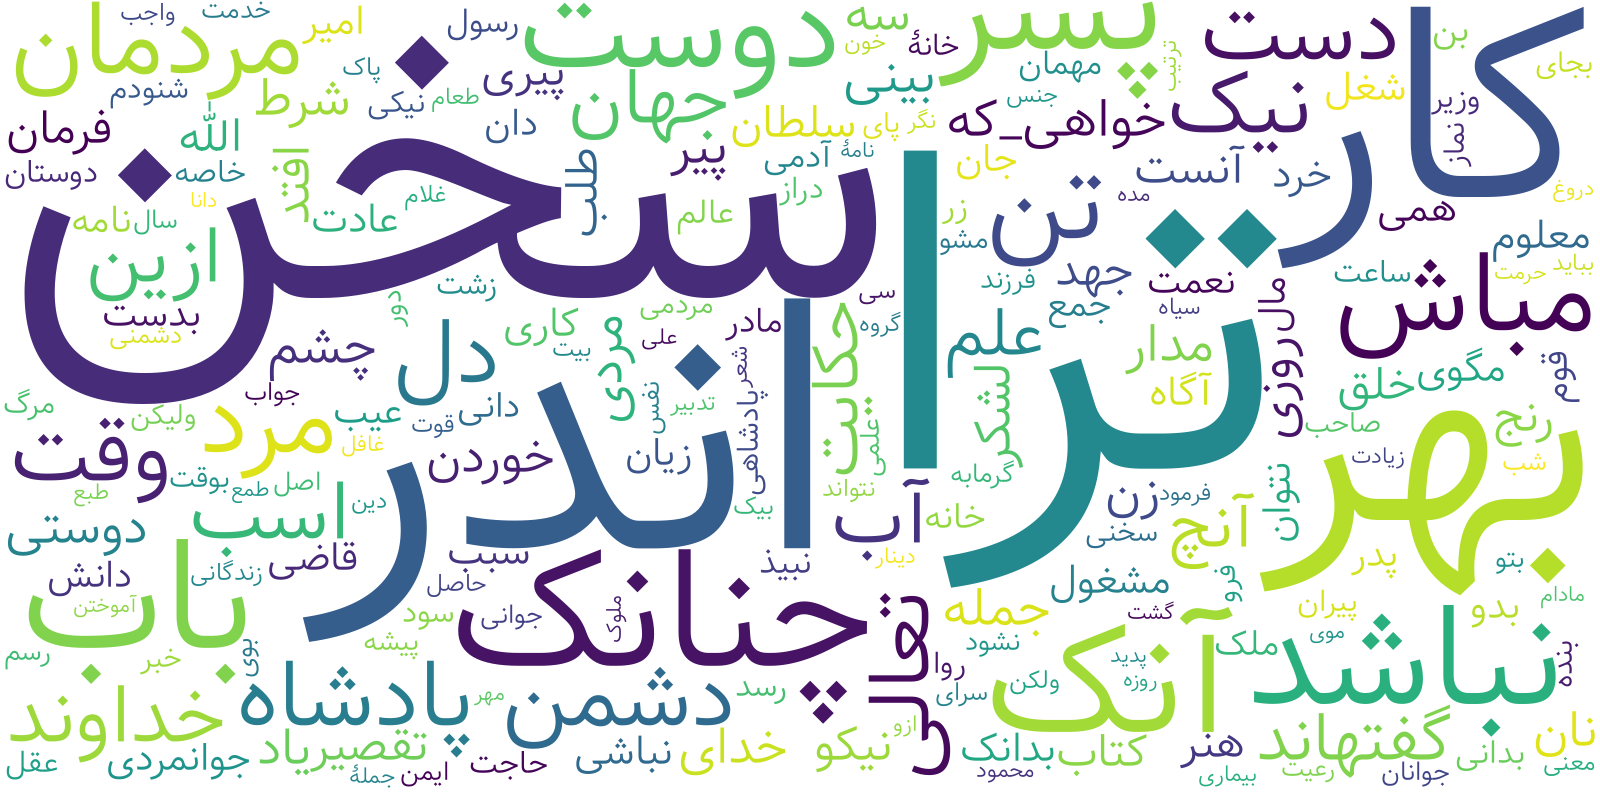 سخن
ترا
اندر
کار
بهر
چنانک
آنک
نباشد
باب
پسر
دوست
مردمان
دست
نیک
جهان
مباش
تن
دل
وقت
مرد
اسب
پادشاه
دشمن
خداوند
تعالی
ازین
حکایت
علم
آب
آنچ
زن
خواهی_که
پیر
سلطان
بینی
پیری
سه
رسول
امیر
واجب
خدمت
پاک
شنودم
نیکی
طعام
شرط
دان
الله
فرمان
خاصه
دوستان
دانا
افتد
عادت
طلب
غلام
نامه
سال
خانهٔ
خون
مهمان
جنس
ترتیب
شغل
بن
بجای
وزیر
نماز
نگر
پای
نامهٔ
آدمی
جان
آنست
خرد
مده
دراز
عالم
زر
مشو
همی
دروغ
معلوم
بباید
حرمت
ساعت
نعمت
سیاه
جهد
جمع
فرزند
سی
گروه
مردمی
مادر
علی
زشت
دور
کاری
بیت
مردی
بدست
دشمنی
چشم
جواب
شعر
پادشاهی
نفس
تدبیر
دانی
عیب
قوت
غافل
ولیکن
مرگ
خوردن
زیان
علمی
لشکر
مدار
آگاه
مال
روزی
خلق
مگوی
قوم
صاحب
رنج
شب
زیادت
نتوان
گرمابه
نتواند
بیک
خانه
سخنی
فرمود
طبع
بوقت
طمع
اصل
دین
دوستی
قاضی
سبب
حاصل
نبیذ
دینار
دانش
زندگانی
آموختن
جوانی
ملوک
سود
پیشه
مشغول
جمله
فرو
پدر
بتو
مادام
پیران
بدو
موی
گشت
نشود
روا
سرای
ولکن
پدید
روزه
ملک
بنده
رسم
خبر
بوی
مهر
رسد
ازو
عقل
جوانمردی
تقصیر
یاد
جملهٔ
ایمن
حاجت
نباشی
خدای
نیکو
بدانک
محمود
کتاب
هنر
بیماری
گفته‌اند
رعیت
جوانان
بدانی
نان
معنی